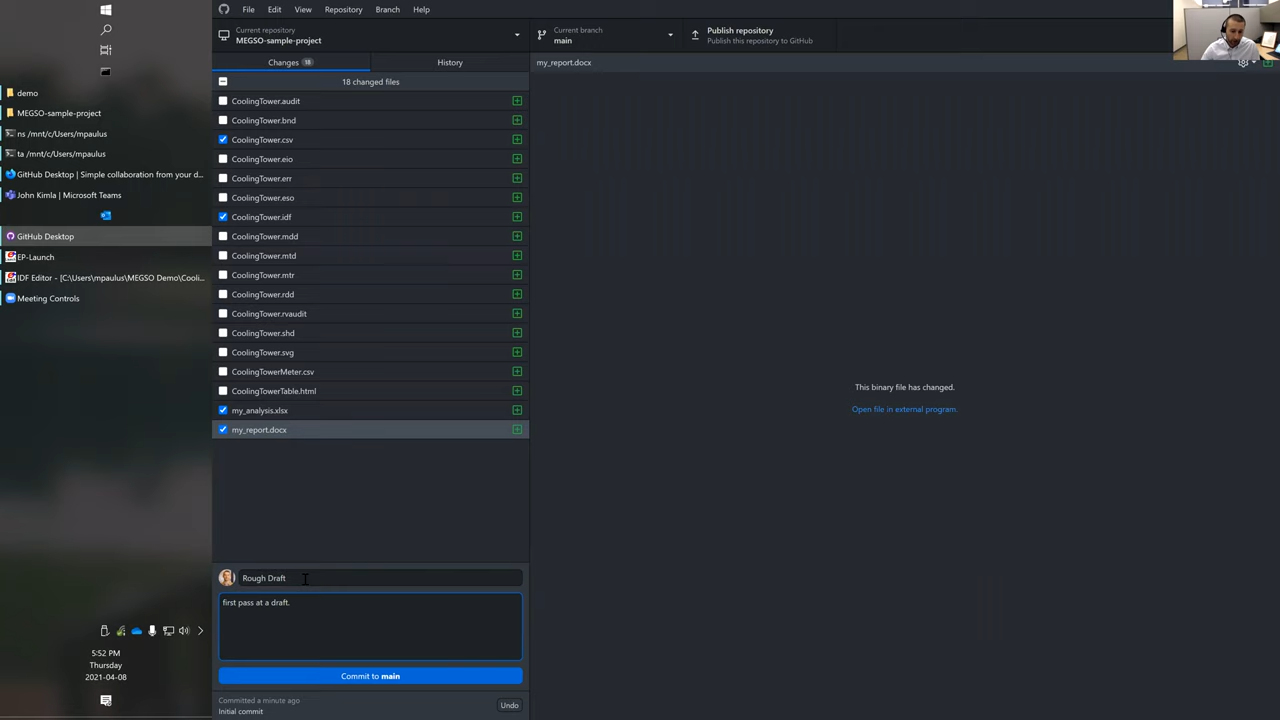 File Edit View Repository Branch Help
Current repository
MEGSO-sample-project
Current branch
main
Publish repository
Publish this repository to GitHub
Changes 18
History
my_report.docx
18 changed files
CoolingTower.audit
CoolingTower.bnd
CoolingTower.csv
CoolingTower.eio
CoolingTower.err
CoolingTower.eso
CoolingTower.idf
CoolingTower.mdd
CoolingTower.mtd
CoolingTower.mtr
CoolingTower.rdd
CoolingTower.rvaudit
CoolingTower.shd
CoolingTower.svg
CoolingTowerMeter.csv
CoolingTowerTable.html
my_analysis.xlsx
my_report.docx
This binary file has changed.
Open file in external program.
Rough Draft
first pass at a draft.
Commit to main
Committed a minute ago
Initial commit
Undo
demo
MEGSO-sample-project
ns /mnt/c/Users/mpaulus
ta /mnt/c/Users/mpaulus
GitHub Desktop | Simple collaboration from your d...
John Kimla | Microsoft Teams
GitHub Desktop
EP-Launch
IDF Editor - [C:\Users\mpaulus\MEGSO Demo\Cooli...
Meeting Controls
5:52 PM
Thursday
2021-04-08